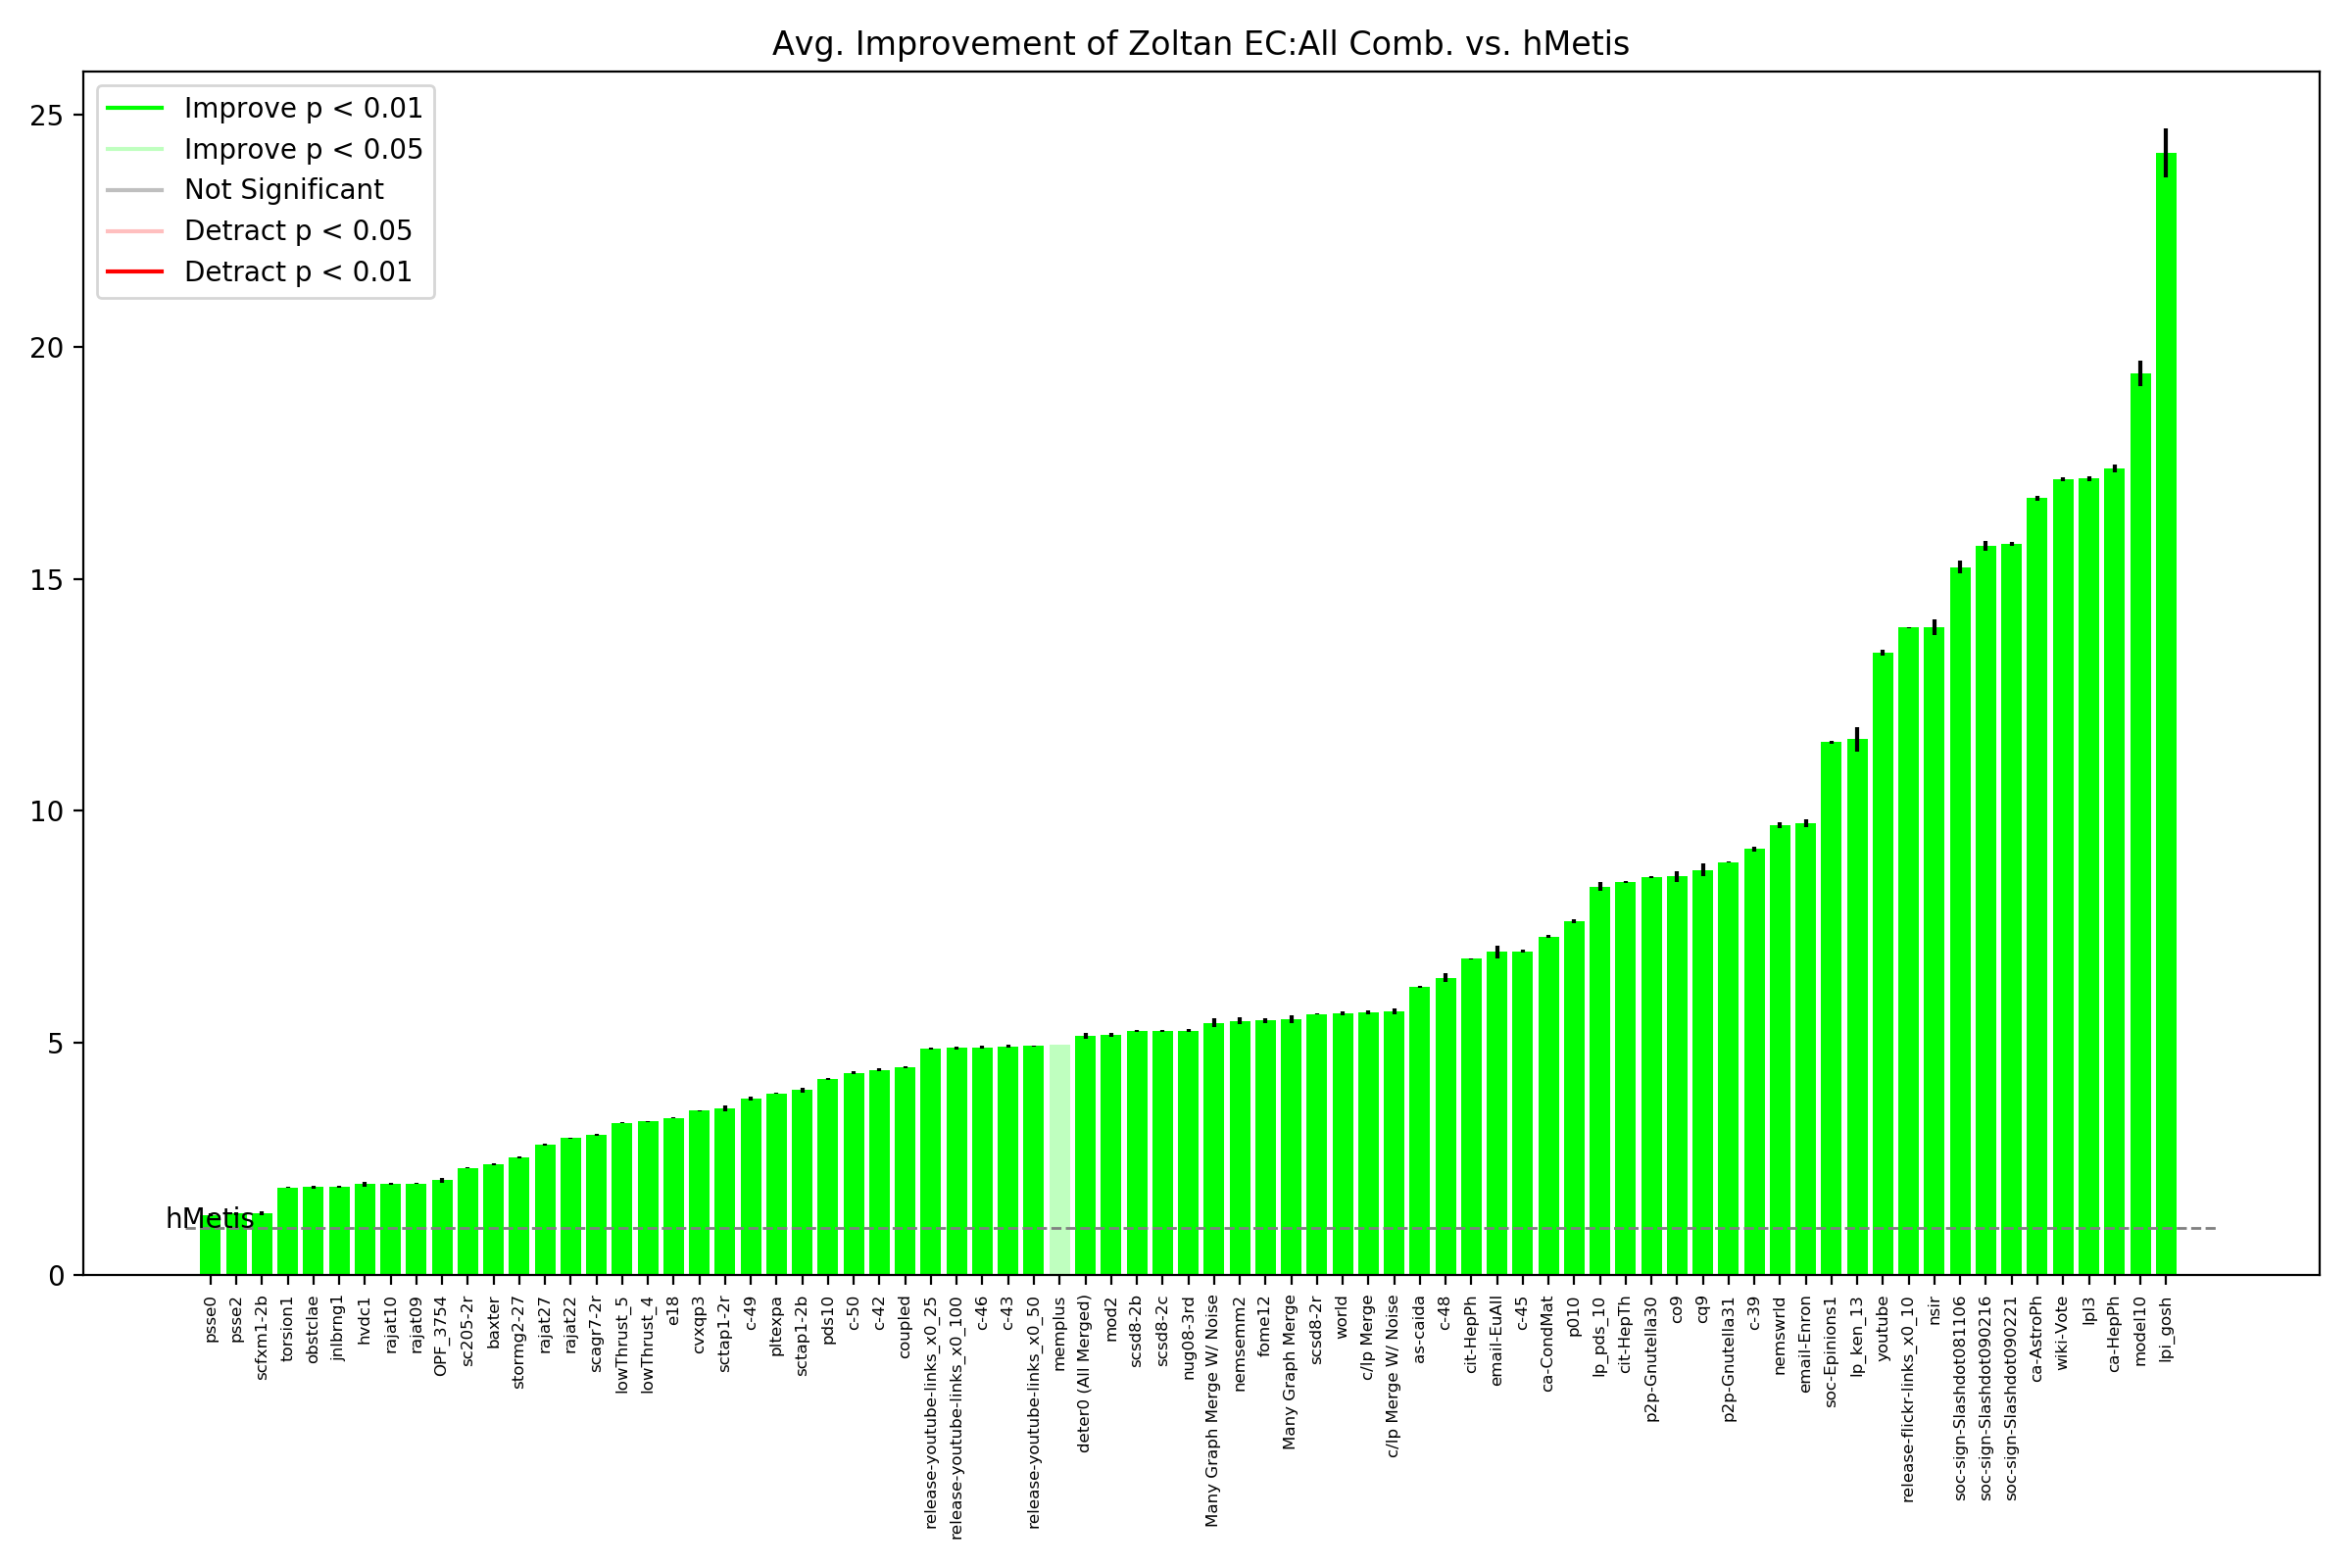 Avg. Improvement of Zoltan EC:All Comb. vs. hMetis
25
20
15
10
5
0
Improve p < 0.01
Improve p < 0.05
Not Significant
Detract p < 0.05
Detract p < 0.01
hMetis
psse0
psse2
scfxm1-2b
torsion1
obstclae
jnlbrng1
hvdc1
rajat10
rajat09
OPF_3754
sc205-2r
baxter
stormg2-27
rajat27
rajat22
scagr7-2r
lowThrust_5
lowThrust_4
e18
cvxqp3
sctap1-2r
c-49
pltexpa
sctap1-2b
pds10
c-50
c-42
coupled
release-youtube-links_x0_25
release-youtube-links_x0_100
c-46
c-43
release-youtube-links_x0_50
memplus
deter0 (All Merged)
mod2
scsd8-2b
scsd8-2c
nug08-3rd
Many Graph Merge W/ Noise
nemsemm2
fome12
Many Graph Merge
scsd8-2r
world
c/lp Merge
c/lp Merge W/ Noise
as-caida
c-48
cit-HepPh
email-EuAll
c-45
ca-CondMat
p010
lp_pds_10
cit-HepTh
p2p-Gnutella30
co9
cq9
p2p-Gnutella31
c-39
nemswrld
email-Enron
soc-Epinions1
lp_ken_13
youtube
release-flickr-links_x0_10
nsir
soc-sign-Slashdot081106
soc-sign-Slashdot090216
soc-sign-Slashdot090221
ca-AstroPh
wiki-Vote
lpl3
ca-HepPh
model10
lpi_gosh